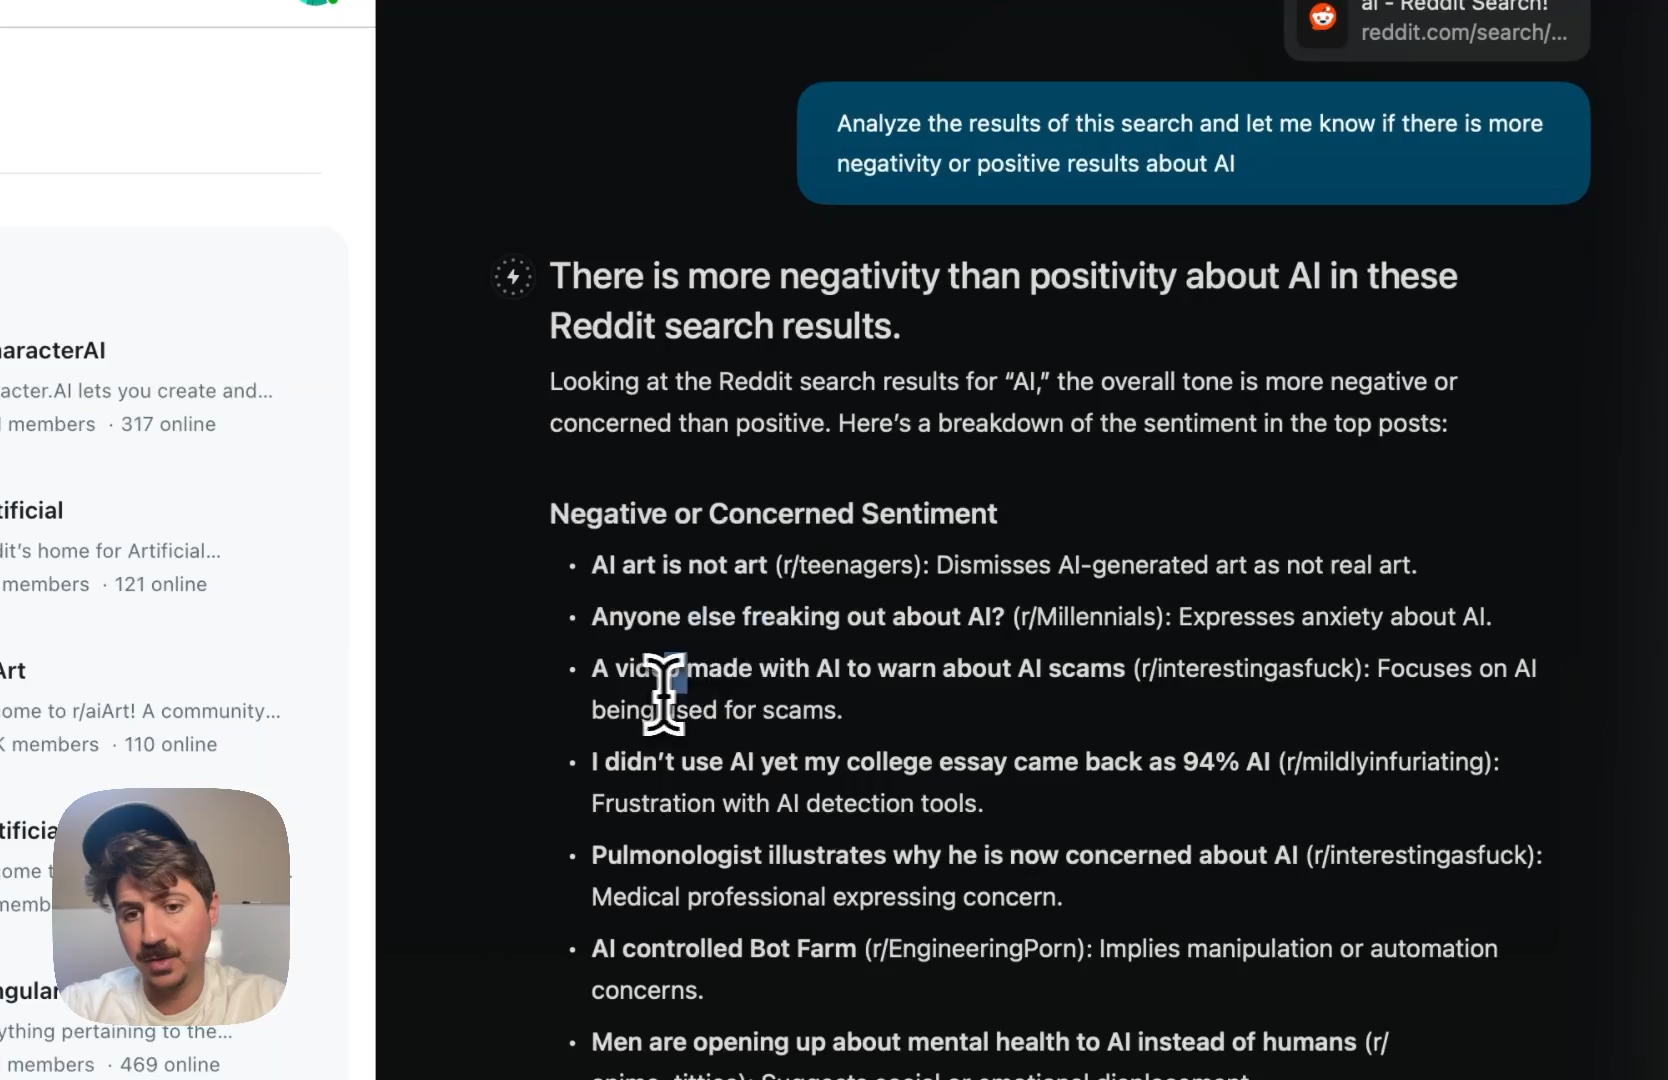 ai - Reddit Search!
reddit.com/search/...
Analyze the results of this search and let me know if there is more
negativity or positive results about AI
There is more negativity than positivity about AI in these
Reddit search results.
Looking at the Reddit search results for “AI,” the overall tone is more negative or
concerned than positive. Here’s a breakdown of the sentiment in the top posts:
Negative or Concerned Sentiment
• AI art is not art (r/teenagers): Dismisses AI-generated art as not real art.
• Anyone else freaking out about AI? (r/Millennials): Expresses anxiety about AI.
• A video made with AI to warn about AI scams (r/interestingasfuck): Focuses on AI
being used for scams.
• I didn’t use AI yet my college essay came back as 94% AI (r/mildlyinfuriating):
Frustration with AI detection tools.
• Pulmonologist illustrates why he is now concerned about AI (r/interestingasfuck):
Medical professional expressing concern.
• AI controlled Bot Farm (r/EngineeringPorn): Implies manipulation or automation
concerns.
• Men are opening up about mental health to AI instead of humans (r/
aracterAI
acter.AI lets you create and...
members · 317 online
ificial
dit’s home for Artificial...
members · 121 online
Art
ome to r/aiArt! A community...
K members · 110 online
tificia
ome t
memb
ngular
ything pertaining to the...
members · 469 online